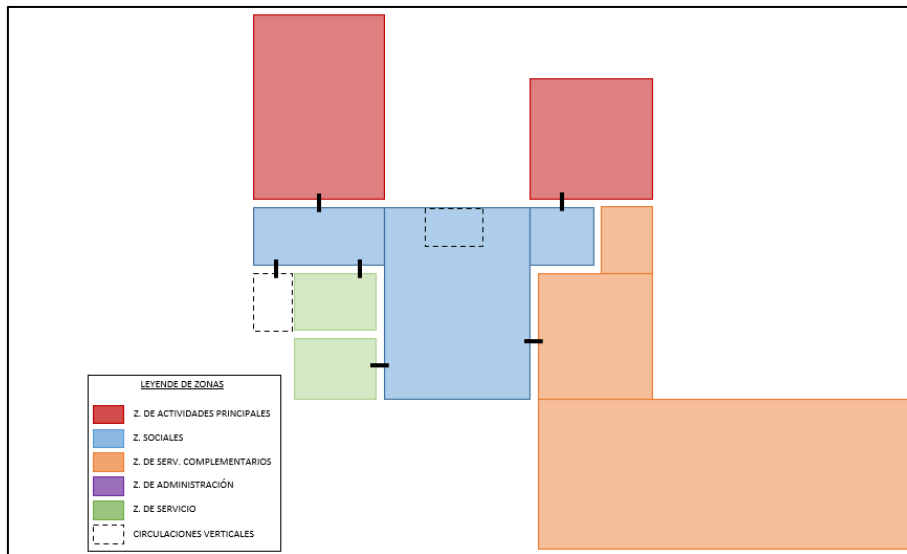 LEYENDE DE ZONAS
Z. DE ACTIVIDADES PRINCIPALES
Z. SOCIALES
Z. DE SERV. COMPLEMENTARIOS
Z. DE ADMINISTRACIÓN
Z. DE SERVICIO
CIRCULACIONES VERTICALES